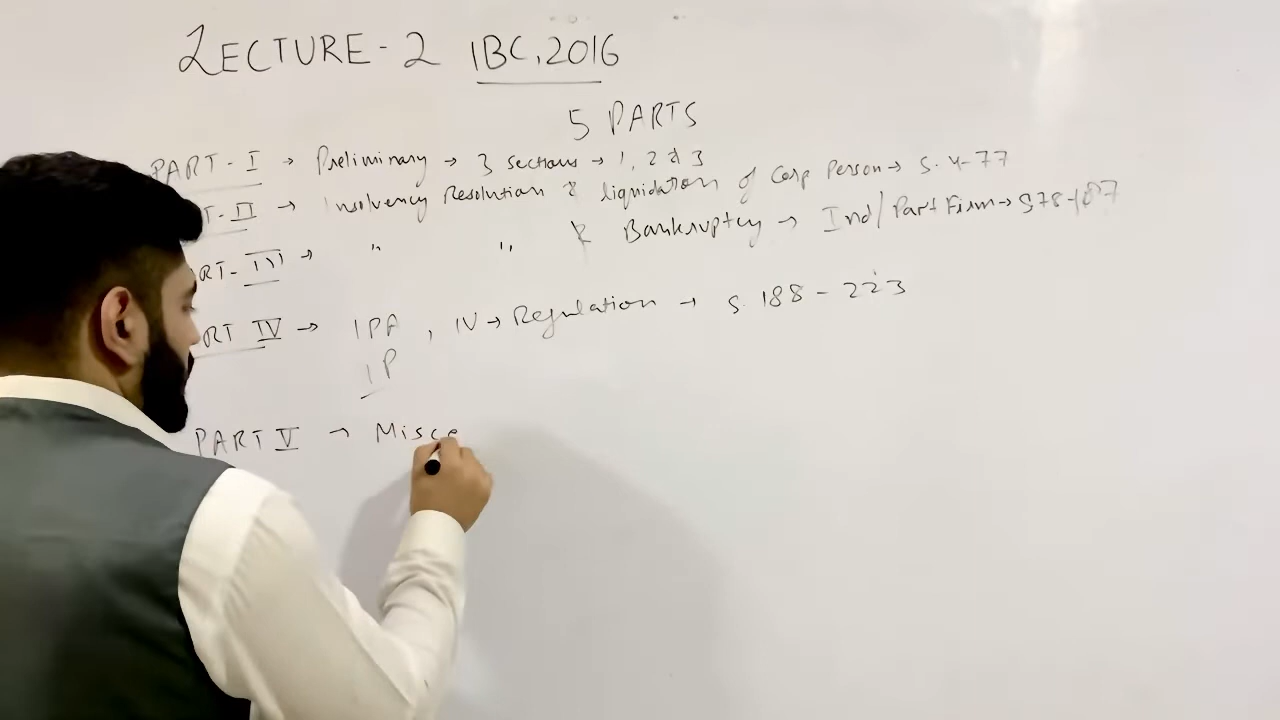 LECTURE-2 IBC,2016
5 PARTS
PART-I → Preliminary → 3 sections → 1, 2 & 3
T-II → Insolvency Resolution & liquidation of Corp Person → S. 4-77
RT-III → " " & Bankruptcy → Ind/Part Firm → S78-187
RT IV → IPA, IU → Regulation → S. 188-223
IP
PART V → Misce